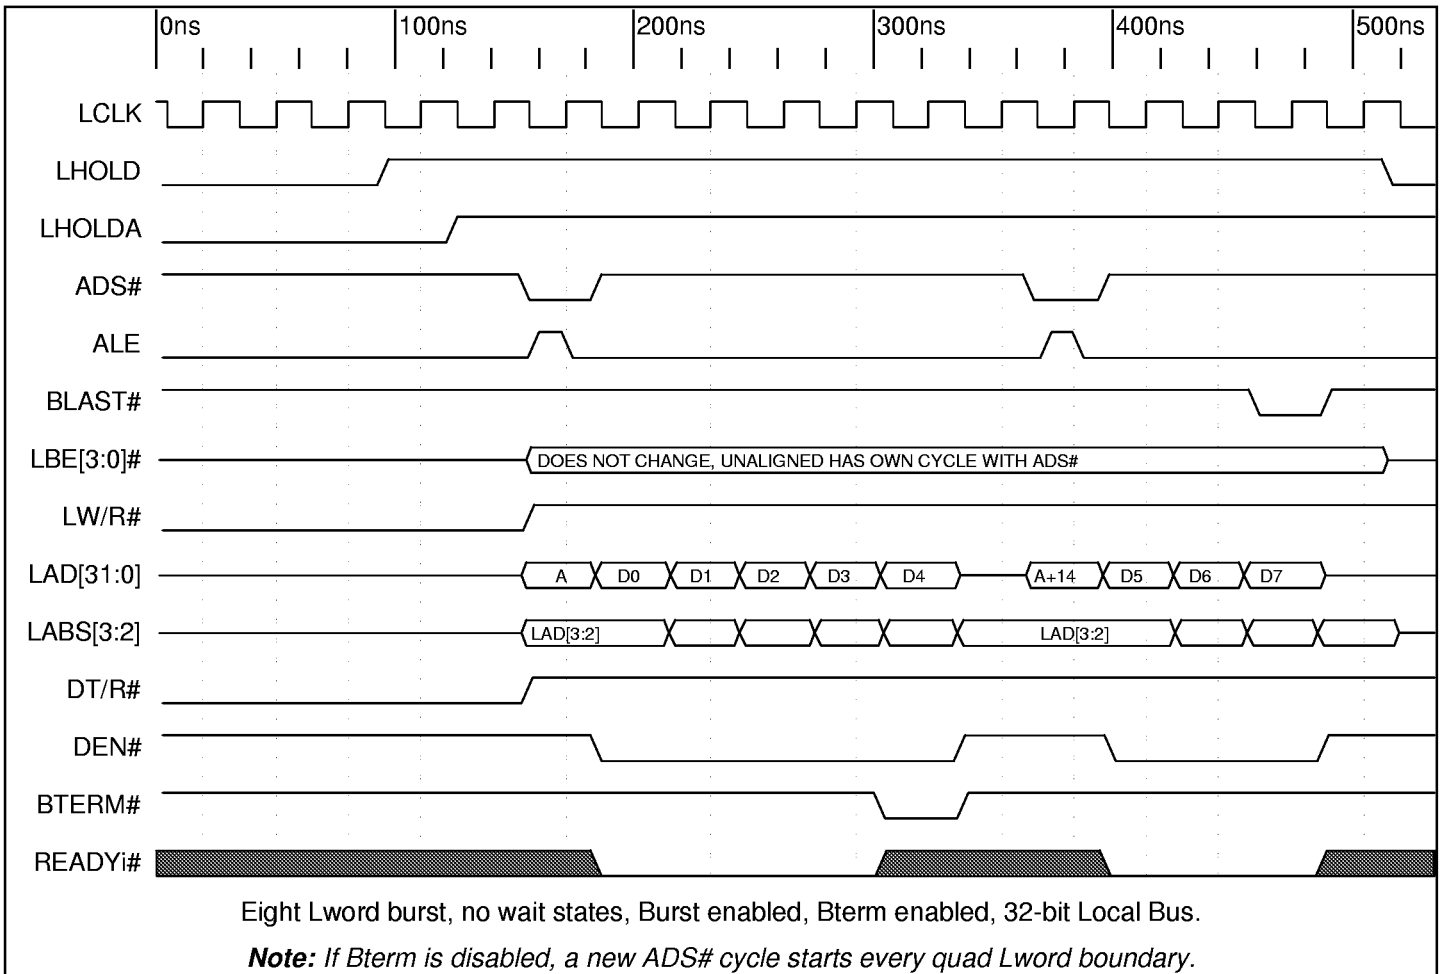 0ns 100ns 200ns 300ns 400ns 500ns
LCLK
LHOLD
LHOLDA
ADS#
ALE
BLAST#
LBE[3:0]# DOES NOT CHANGE, UNALIGNED HAS OWN CYCLE WITH ADS#
LW/R#
LAD[31:0] A D0 D1 D2 D3 D4 A+14 D5 D6 D7
LABS[3:2] LAD[3:2] LAD[3:2]
DT/R#
DEN#
BTERM#
READYi#
Eight Lword burst, no wait states, Burst enabled, Bterm enabled, 32-bit Local Bus.
Note: If Bterm is disabled, a new ADS# cycle starts every quad Lword boundary.